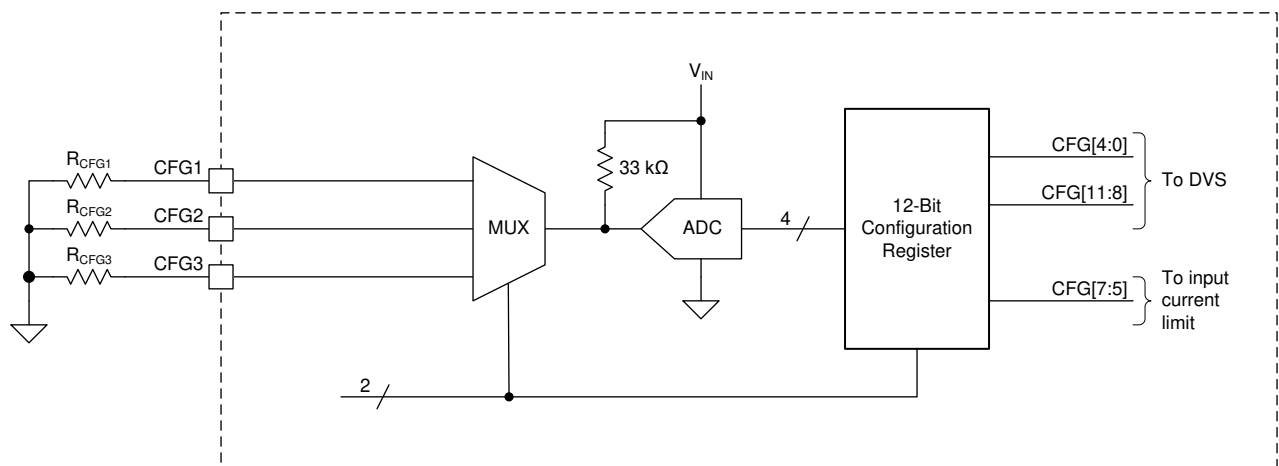 V_IN
R_CFG1
CFG1
33 kΩ
CFG[4:0]
R_CFG2
CFG2
MUX
ADC
4
12-Bit
Configuration
Register
CFG[11:8]
To DVS
R_CFG3
CFG3
CFG[7:5]
To input
current
limit
2